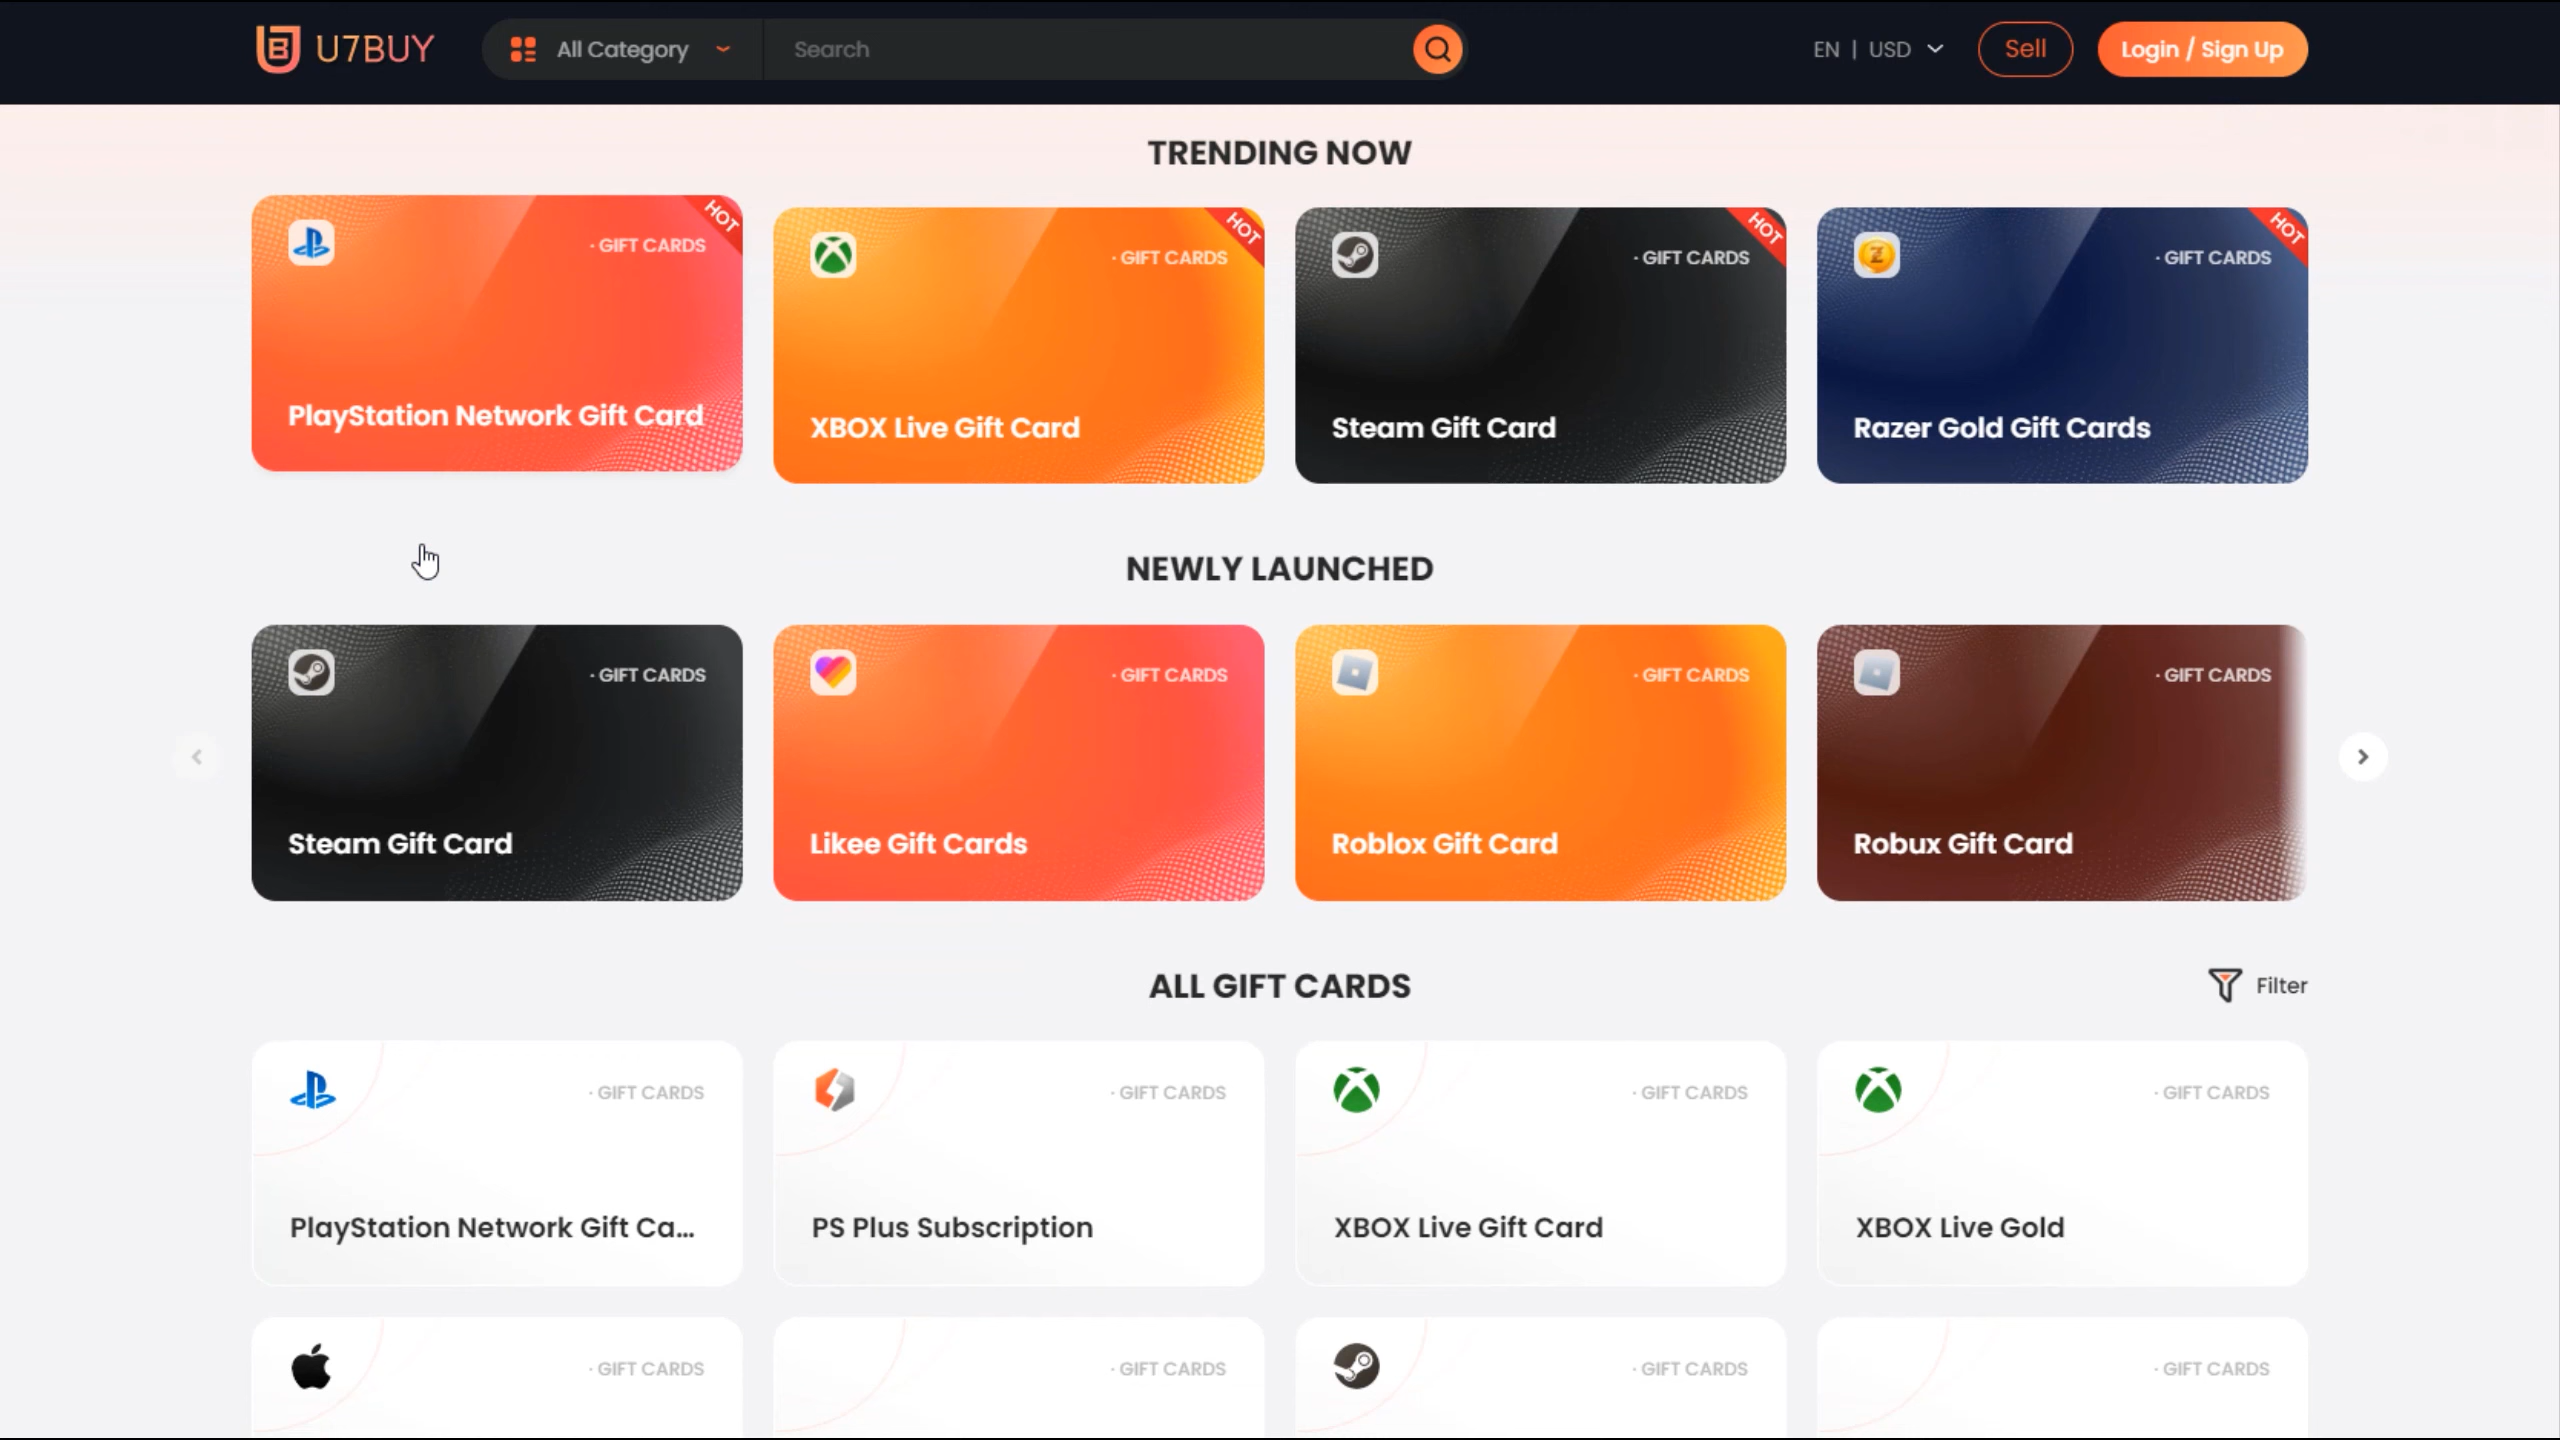 U7BUY All Category Search EN | USD Sell Login / Sign Up
TRENDING NOW
HOT HOT HOT HOT
· GIFT CARDS · GIFT CARDS · GIFT CARDS · GIFT CARDS
PlayStation Network Gift Card XBOX Live Gift Card Steam Gift Card Razer Gold Gift Cards
NEWLY LAUNCHED
· GIFT CARDS · GIFT CARDS · GIFT CARDS · GIFT CARDS
Steam Gift Card Likee Gift Cards Roblox Gift Card Robux Gift Card
ALL GIFT CARDS Filter
· GIFT CARDS · GIFT CARDS · GIFT CARDS · GIFT CARDS
PlayStation Network Gift Ca... PS Plus Subscription XBOX Live Gift Card XBOX Live Gold
· GIFT CARDS · GIFT CARDS · GIFT CARDS · GIFT CARDS